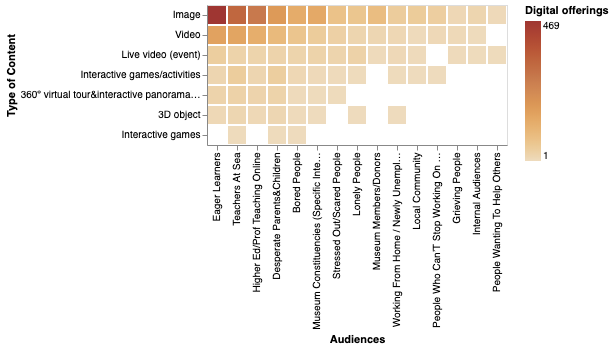 Digital offerings
469
1
Type of Content
Image
Video
Live video (event)
Interactive games/activities
360° virtual tour&interactive panorama…
3D object
Interactive games
Eager Learners
Teachers At Sea
Higher Ed/Prof Teaching Online
Desperate Parents&Children
Bored People
Museum Constituencies (Specific Inte…
Stressed Out/Scared People
Lonely People
Museum Members/Donors
Working From Home / Newly Unempl…
Local Community
People Who Can'T Stop Working On …
Grieving People
Internal Audiences
People Wanting To Help Others
Audiences